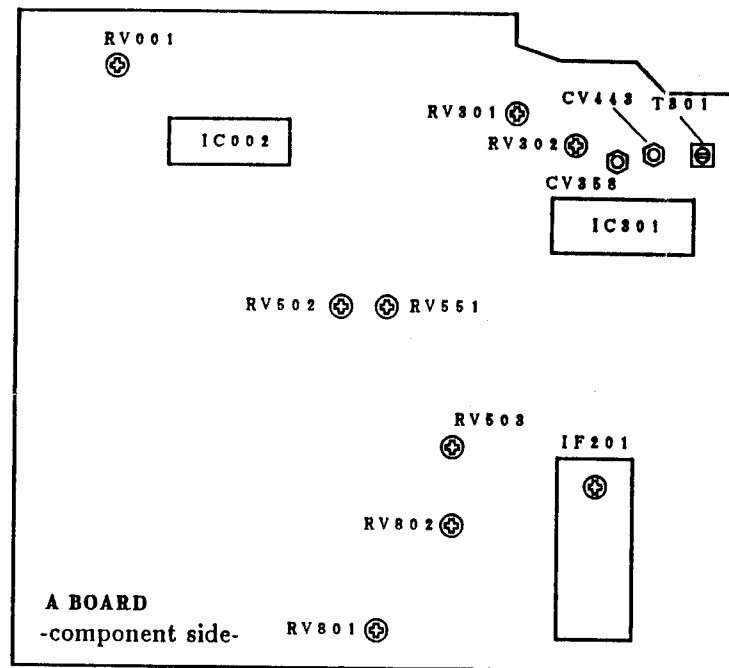 RV001
CV443 T301
RV301
IC002
RV302
CV358
IC301
RV502 RV551
RV503
IF201
RV802
A BOARD
-component side-
RV801